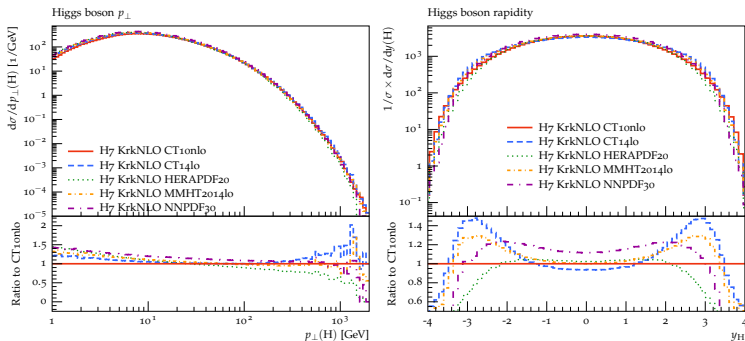 Higgs boson p⊥
dσ/dp⊥(H) [1/GeV]
10²
10¹
1
10⁻¹
10⁻²
10⁻³
10⁻⁴
10⁻⁵
H7 KrkNLO CT10nlo
H7 KrkNLO CT14lo
H7 KrkNLO HERAPDF20
H7 KrkNLO MMHT2014lo
H7 KrkNLO NNPDF30
Ratio to CT10nlo
2
1.5
1
0.5
0
1
10¹
10²
10³
p⊥(H) [GeV]
Higgs boson rapidity
1/σ × dσ/dy(H)
10³
10²
10¹
1
10⁻¹
H7 KrkNLO CT10nlo
H7 KrkNLO CT14lo
H7 KrkNLO HERAPDF20
H7 KrkNLO MMHT2014lo
H7 KrkNLO NNPDF30
Ratio to CT10nlo
1.4
1.2
1
0.8
0.6
-4
-3
-2
-1
0
1
2
3
4
yH